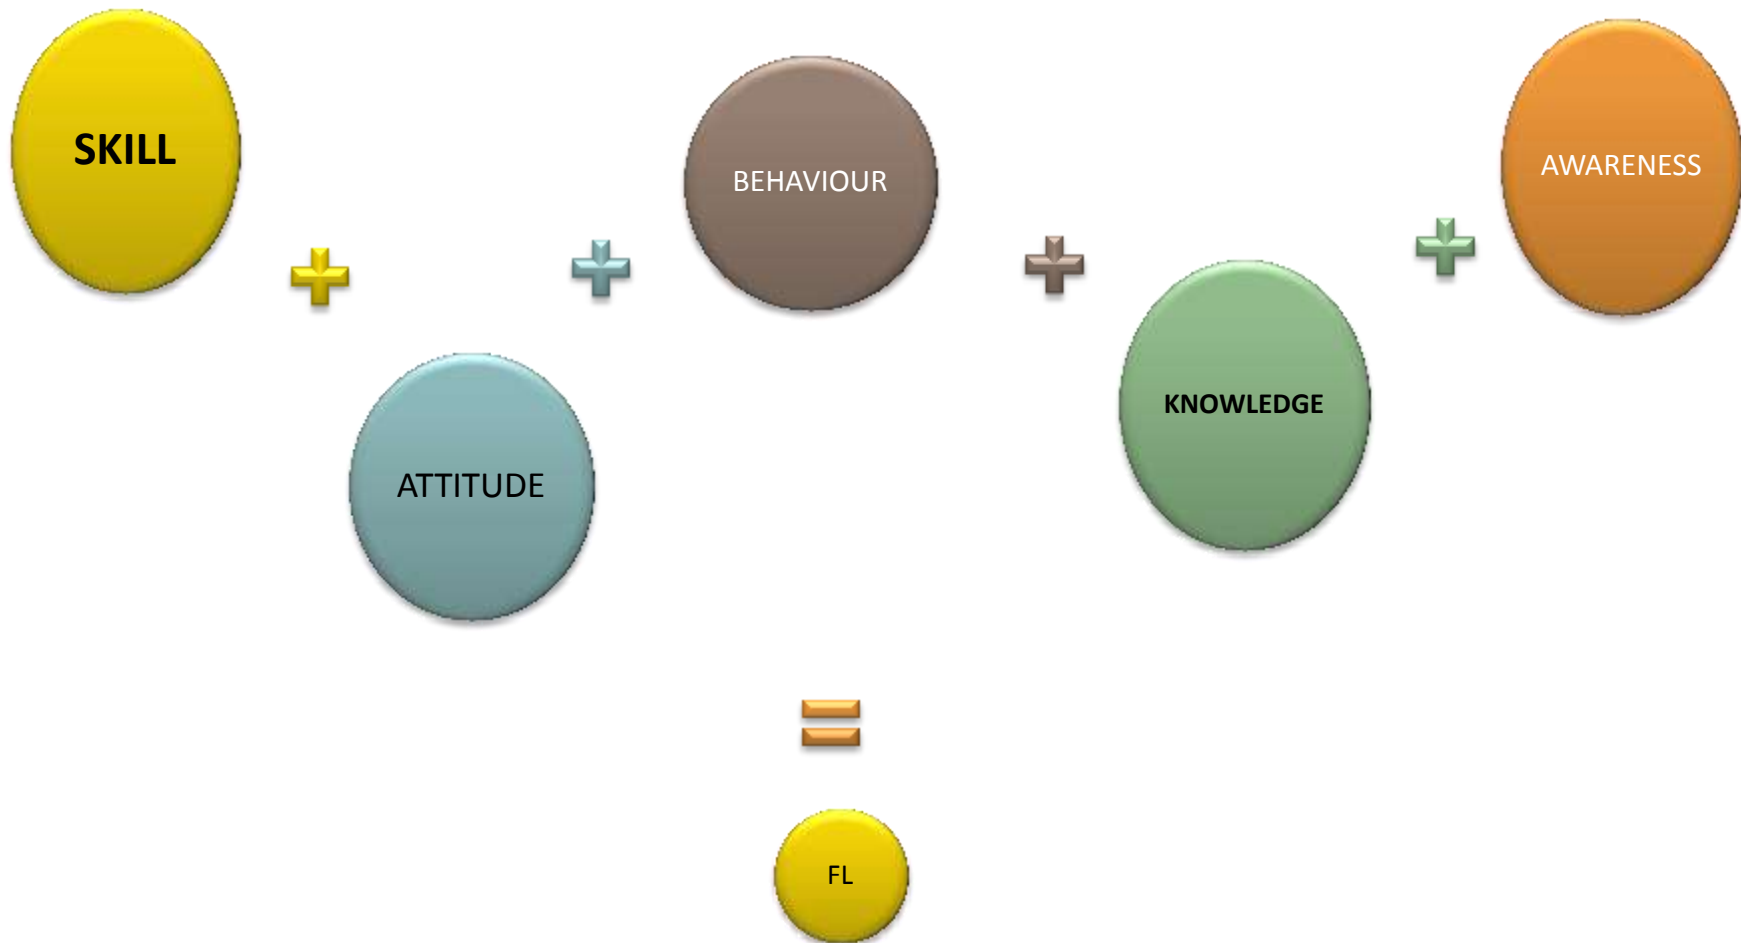 SKILL
ATTITUDE
BEHAVIOUR
KNOWLEDGE
AWARENESS
FL